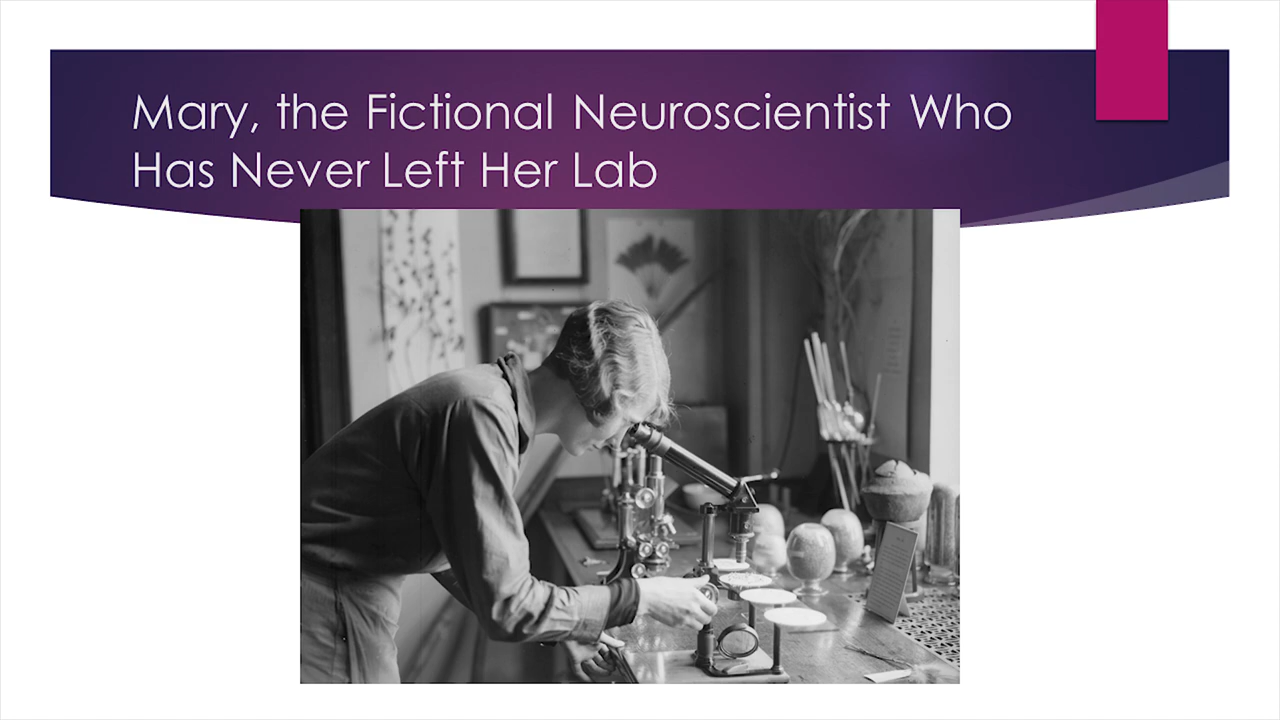 Mary, the Fictional Neuroscientist Who
Has Never Left Her Lab